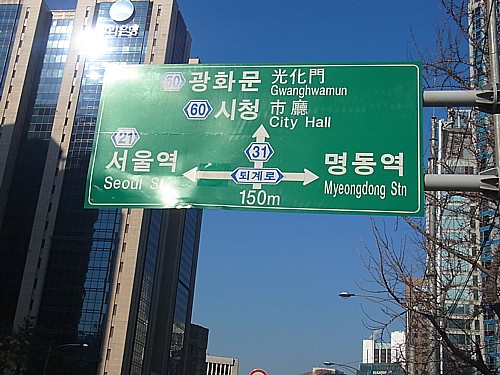 50 광화문 光化門
Gwanghwamun
60 시청 市廳
City Hall
21
31
서울역 퇴계로 명동역
Seoul Stn Myeongdong Stn
150m